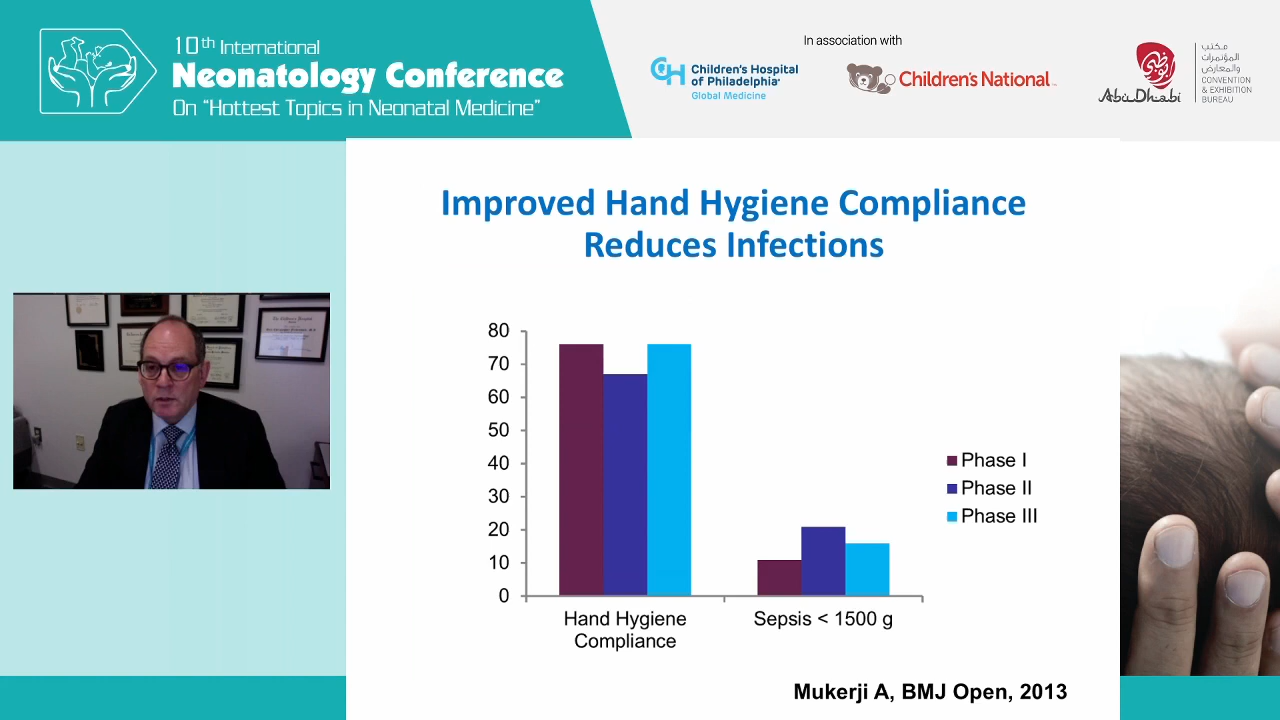 10th International
Neonatology Conference
On “Hottest Topics in Neonatal Medicine”
In association with
CH
Children's Hospital
of Philadelphia
Global Medicine
Children's National
أبوظبي
Abu Dhabi
مكتب
المؤتمرات
والمعارض
CONVENTION
& EXHIBITION
BUREAU
Improved Hand Hygiene Compliance
Reduces Infections
80
70
60
50
40
30
20
10
0
Hand Hygiene
Compliance
Sepsis < 1500 g
Phase I
Phase II
Phase III
Mukerji A, BMJ Open, 2013